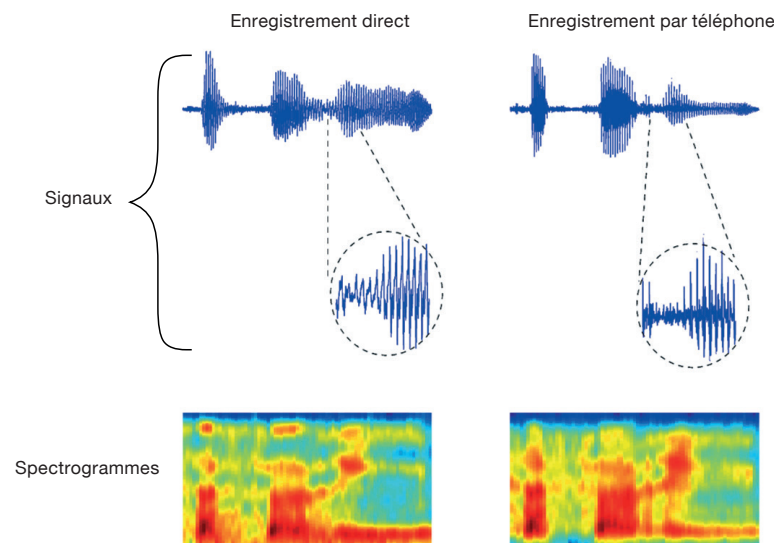 Enregistrement direct
Enregistrement par téléphone
Signaux
Spectrogrammes